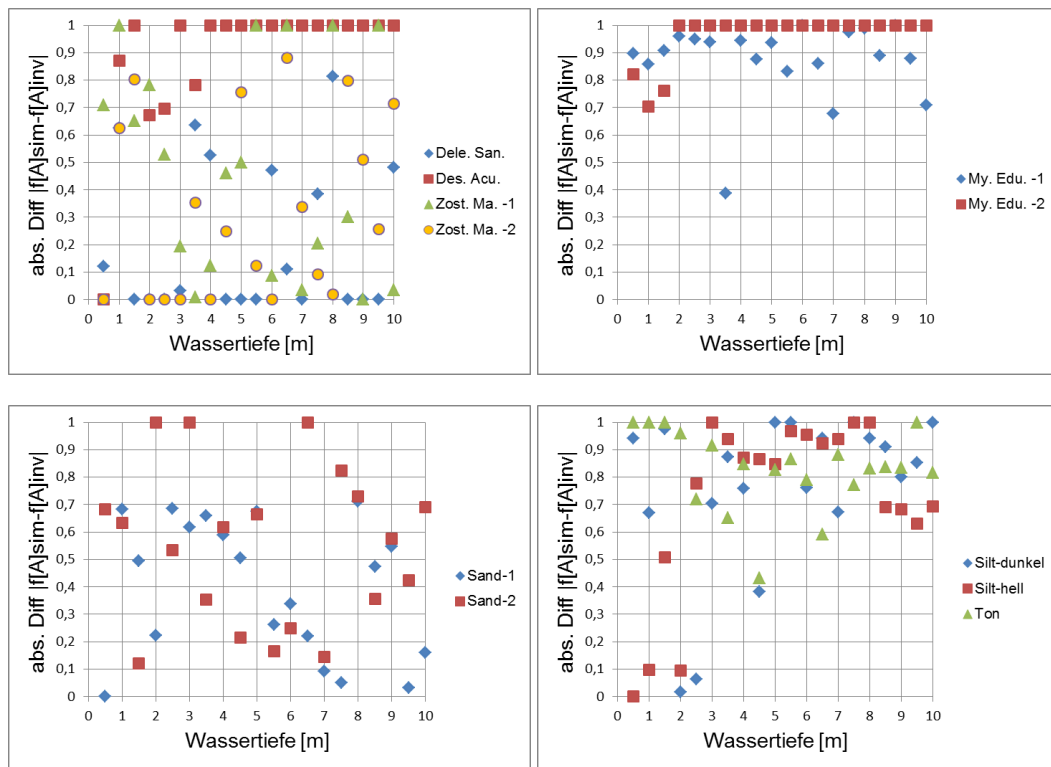 abs. Diff |f[A]sim-f[A]inv|
1
0,9
0,8
0,7
0,6
0,5
0,4
0,3
0,2
0,1
0
0 1 2 3 4 5 6 7 8 9 10
Wassertiefe [m]
Dele. San.
Des. Acu.
Zost. Ma. -1
Zost. Ma. -2
abs. Diff |f[A]sim-f[A]inv|
1
0,9
0,8
0,7
0,6
0,5
0,4
0,3
0,2
0,1
0
0 1 2 3 4 5 6 7 8 9 10
Wassertiefe [m]
My. Edu. -1
My. Edu. -2
abs. Diff |f[A]sim-f[A]inv|
1
0,9
0,8
0,7
0,6
0,5
0,4
0,3
0,2
0,1
0
0 1 2 3 4 5 6 7 8 9 10
Wassertiefe [m]
Sand-1
Sand-2
abs. Diff |f[A]sim-f[A]inv|
1
0,9
0,8
0,7
0,6
0,5
0,4
0,3
0,2
0,1
0
0 1 2 3 4 5 6 7 8 9 10
Wassertiefe [m]
Silt-dunkel
Silt-hell
Ton